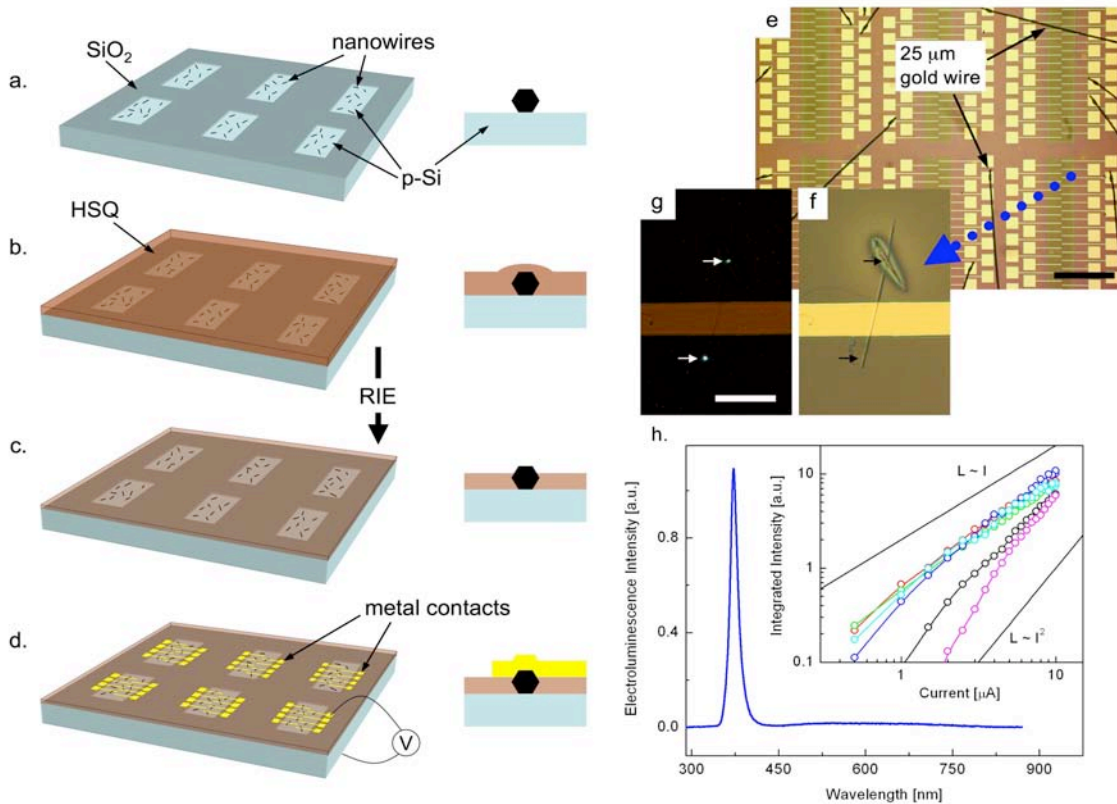 a.
SiO₂
nanowires
p-Si
b.
HSQ
RIE
c.
d.
metal contacts
V
e
25 μm
gold wire
g
f
h.
Electroluminescence Intensity [a.u.]
0.8
0.4
0.0
300
450
600
750
900
Wavelength [nm]
Integrated Intensity [a.u.]
10
1
0.1
L ~ I
L ~ I²
1
10
Current [μA]